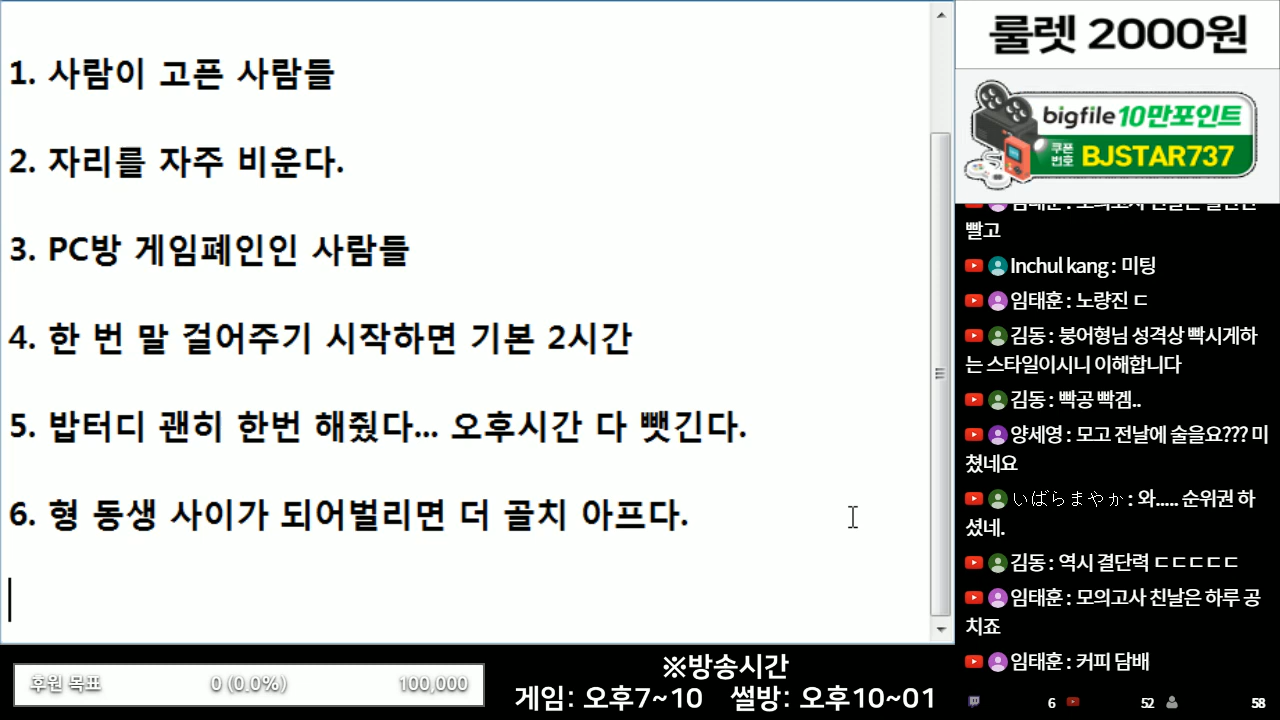 1. 사람이 고픈 사람들
2. 자리를 자주 비운다.
3. PC방 게임폐인인 사람들
4. 한 번 말 걸어주기 시작하면 기본 2시간
5. 밥터디 괜히 한번 해줬다... 오후시간 다 뺏긴다.
6. 형 동생 사이가 되어버리면 더 골치 아프다.
룰렛 2000원
bigfile10만포인트
쿠폰
번호
BJSTAR737
빨고
Inchul kang : 미팅
임태훈 : 노량진 ㄷ
김동 : 붕어형님 성격상 빡시게하
는 스타일이시니 이해합니다
김동 : 빡공 빡겜..
양세영 : 모고 전날에 술을요??? 미
쳤네요
いばらまやか : 와..... 순위권 하
셨네.
김동 : 역시 결단력 ㄷㄷㄷㄷㄷ
임태훈 : 모의고사 친날은 하루 공
치죠
임태훈 : 커피 담배
후원 목표 0 (0.0%) 100,000
※방송시간
게임: 오후7~10 썰방: 오후10~01
6 52 58